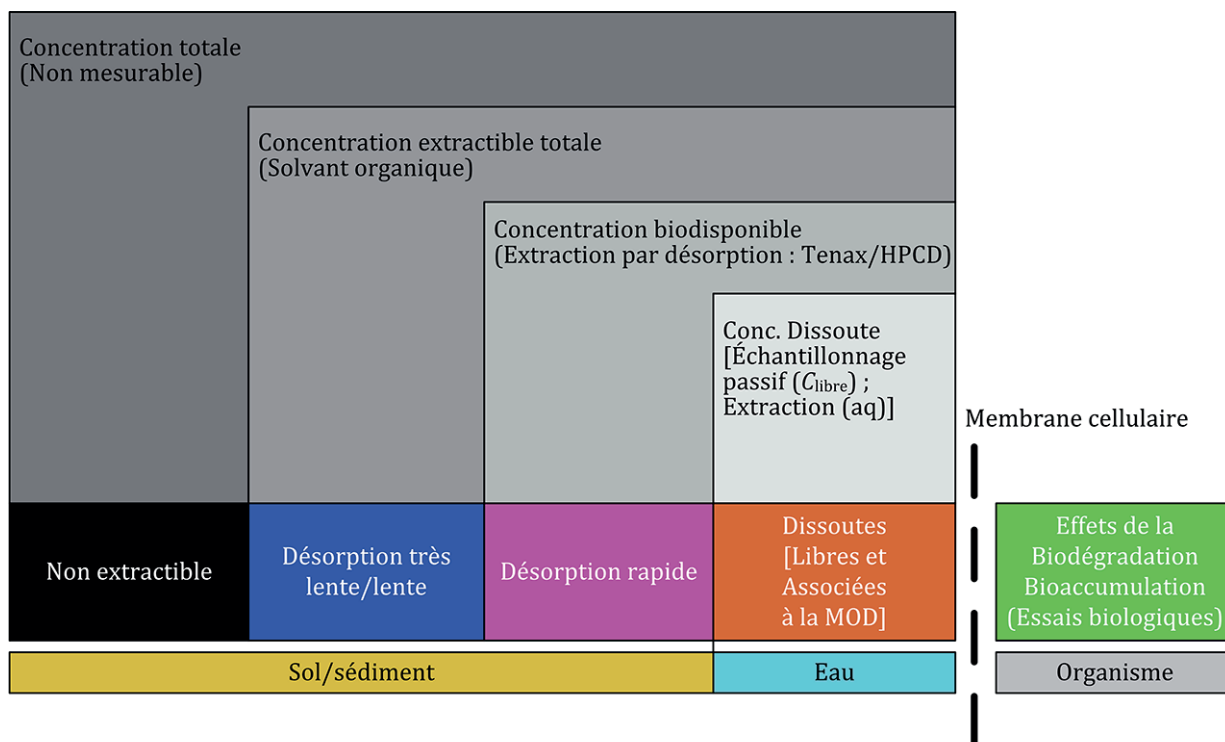 Concentration totale
(Non mesurable)
Concentration extractible totale
(Solvant organique)
Concentration biodisponible
(Extraction par désorption : Tenax/HPCD)
Conc. Dissoute
[Échantillonnage
passif (Clibre) ;
Extraction (aq)]
Membrane cellulaire
Non extractible
Désorption très
lente/lente
Désorption rapide
Dissoutes
[Libres et
Associées
à la MOD]
Effets de la
Biodégradation
Bioaccumulation
(Essais biologiques)
Sol/sédiment
Eau
Organisme